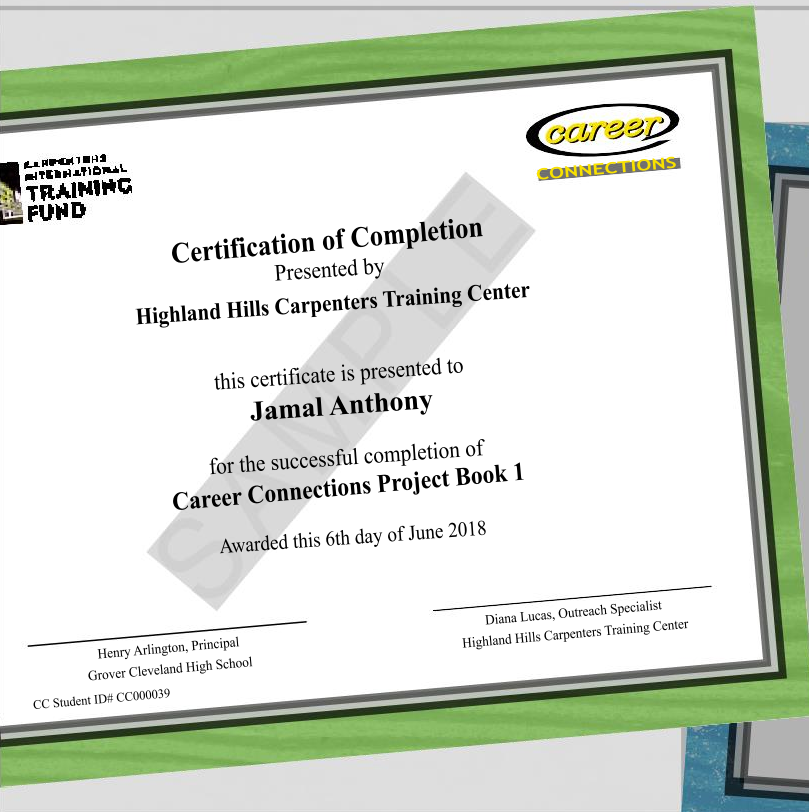 CARPENTERS
INTERNATIONAL
TRAINING
FUND
career
CONNECTIONS
Certification of Completion
Presented by
Highland Hills Carpenters Training Center
this certificate is presented to
Jamal Anthony
for the successful completion of
Career Connections Project Book 1
Awarded this 6th day of June 2018
SAMPLE
Henry Arlington, Principal
Grover Cleveland High School
CC Student ID# CC000039
Diana Lucas, Outreach Specialist
Highland Hills Carpenters Training Center